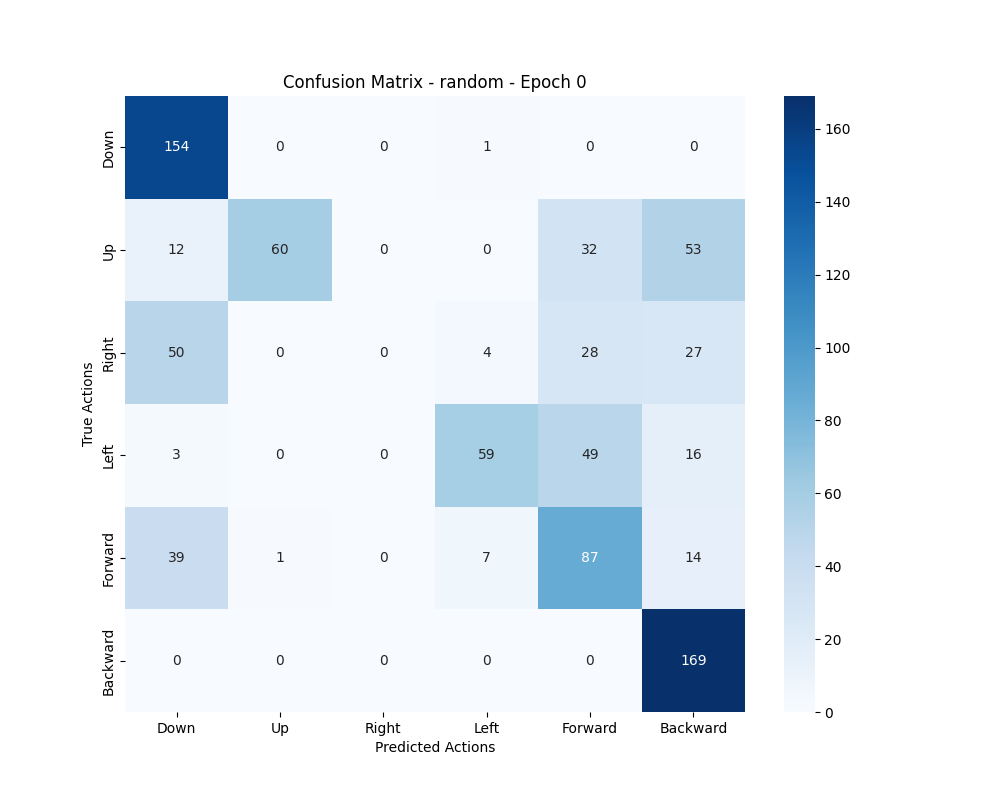 Confusion Matrix - random - Epoch 0
True Actions
Down 154 0 0 1 0 0
Up 12 60 0 0 32 53
Right 50 0 0 4 28 27
Left 3 0 0 59 49 16
Forward 39 1 0 7 87 14
Backward 0 0 0 0 0 169
Down Up Right Left Forward Backward
Predicted Actions
160
140
120
100
80
60
40
20
0